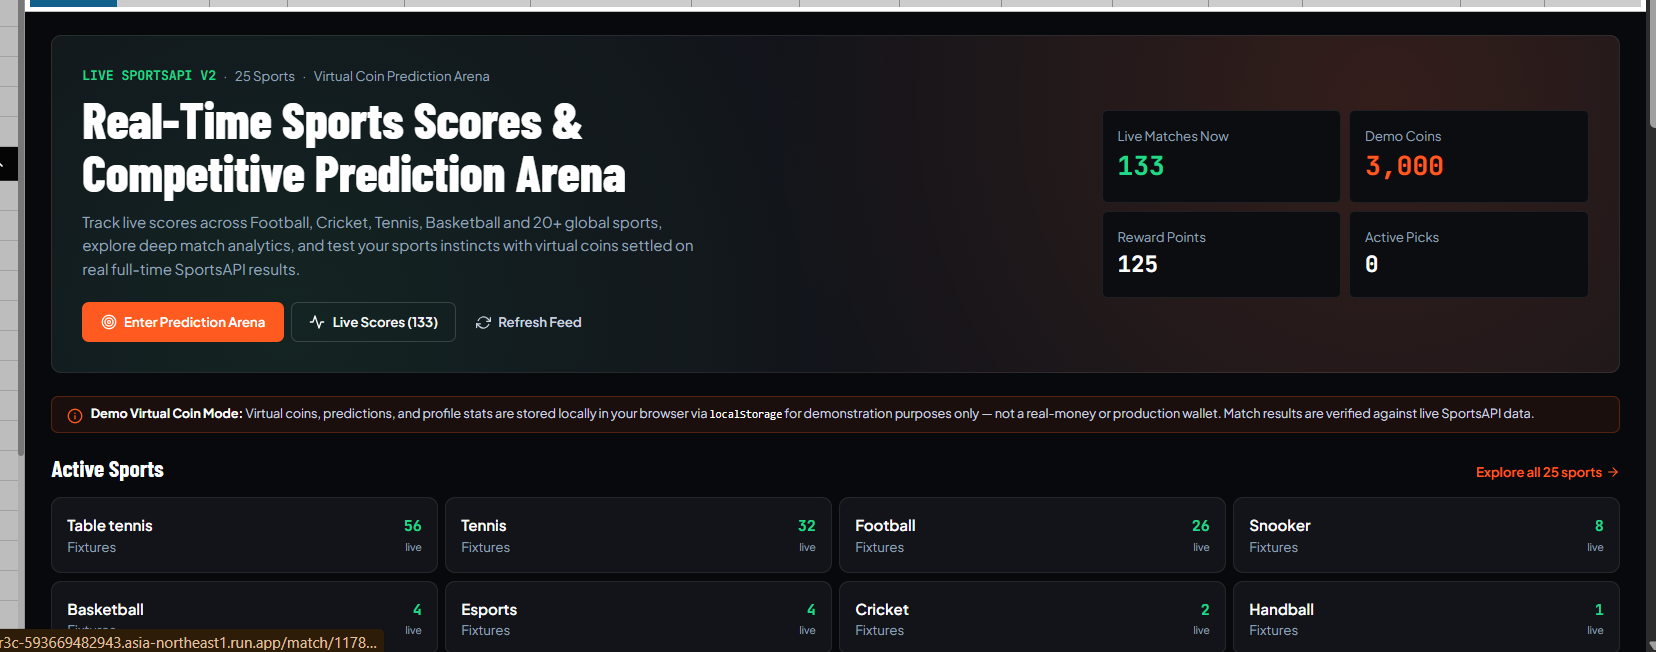 LIVE SPORTSAPI V2 · 25 Sports · Virtual Coin Prediction Arena
Real-Time Sports Scores &
Competitive Prediction Arena
Track live scores across Football, Cricket, Tennis, Basketball and 20+ global sports,
explore deep match analytics, and test your sports instincts with virtual coins settled on
real full-time SportsAPI results.
Enter Prediction Arena
Live Scores (133)
Refresh Feed
Live Matches Now
133
Demo Coins
3,000
Reward Points
125
Active Picks
0
Demo Virtual Coin Mode: Virtual coins, predictions, and profile stats are stored locally in your browser via localStorage for demonstration purposes only — not a real-money or production wallet. Match results are verified against live SportsAPI data.
Active Sports
Explore all 25 sports →
Table tennis
56
Fixtures
live
Tennis
32
Fixtures
live
Football
26
Fixtures
live
Snooker
8
Fixtures
live
Basketball
4
live
Esports
4
Fixtures
live
Cricket
2
Fixtures
live
Handball
1
Fixtures
live
r3c-593669482943.asia-northeast1.run.app/match/1178...